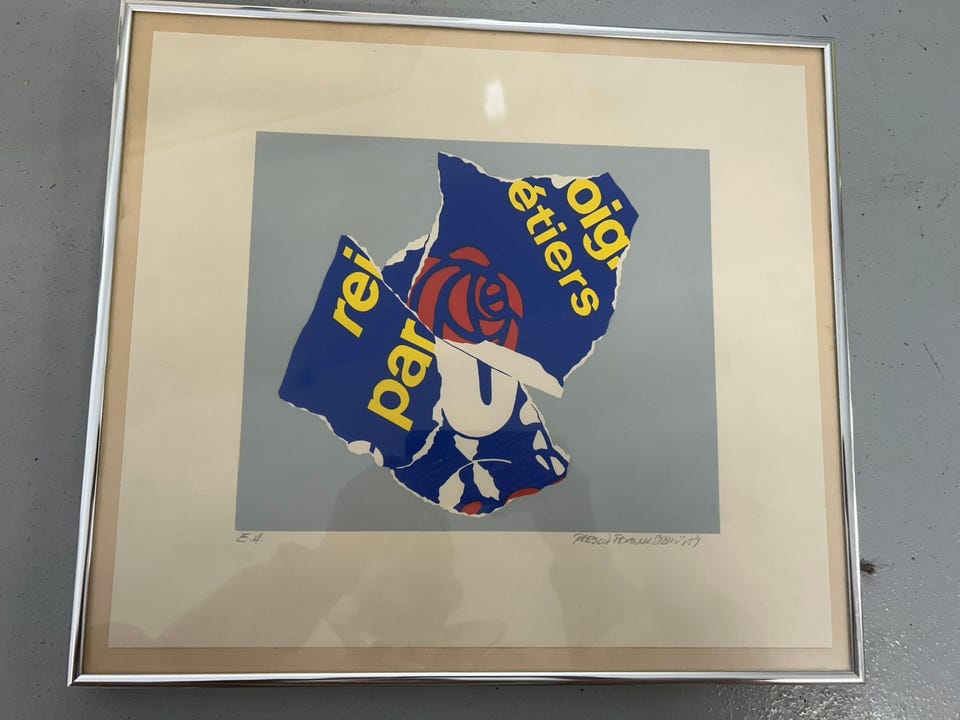 oig
étiers
rei
par
E.A.